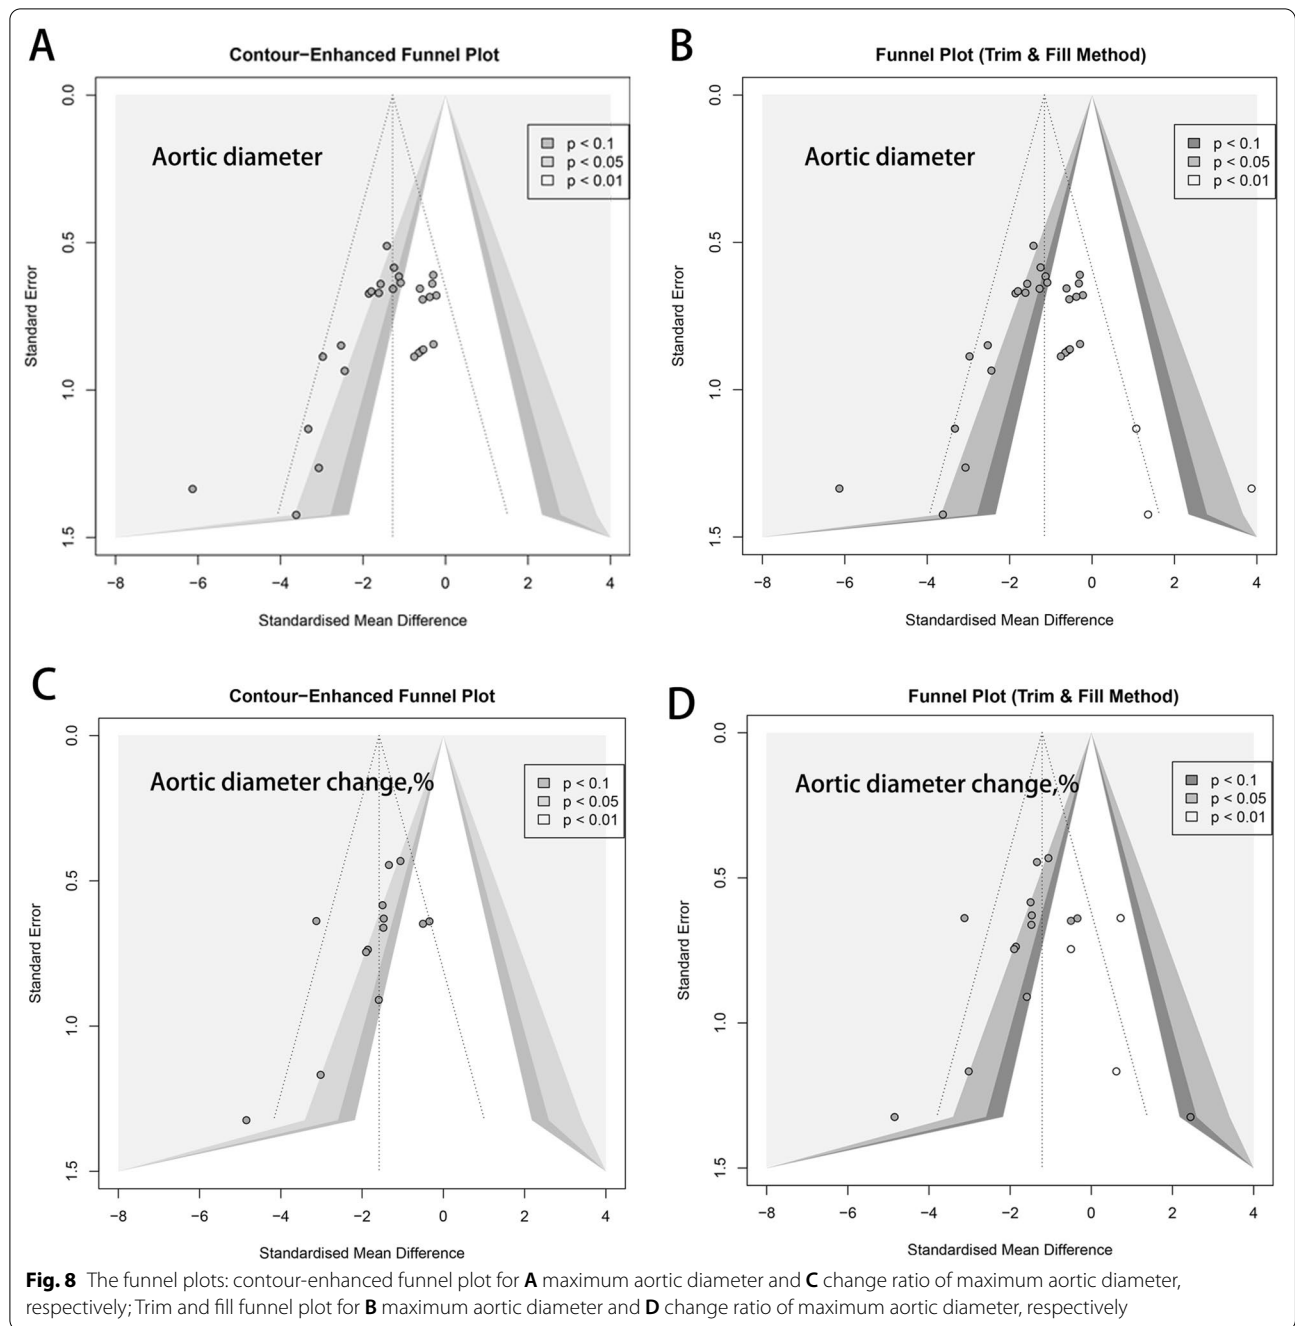 A
Contour−Enhanced Funnel Plot
Aortic diameter
p < 0.1
p < 0.05
p < 0.01
0.0
0.5
1.0
1.5
Standard Error
−8
−6
−4
−2
0
2
4
Standardised Mean Difference
B
Funnel Plot (Trim & Fill Method)
Aortic diameter
p < 0.1
p < 0.05
p < 0.01
0.0
0.5
1.0
1.5
Standard Error
−8
−6
−4
−2
0
2
4
Standardised Mean Difference
C
Contour−Enhanced Funnel Plot
Aortic diameter change,%
p < 0.1
p < 0.05
p < 0.01
0.0
0.5
1.0
1.5
Standard Error
−8
−6
−4
−2
0
2
4
Standardised Mean Difference
D
Funnel Plot (Trim & Fill Method)
Aortic diameter change,%
p < 0.1
p < 0.05
p < 0.01
0.0
0.5
1.0
1.5
Standard Error
−8
−6
−4
−2
0
2
4
Standardised Mean Difference
Fig. 8 The funnel plots: contour-enhanced funnel plot for A maximum aortic diameter and C change ratio of maximum aortic diameter,
respectively; Trim and fill funnel plot for B maximum aortic diameter and D change ratio of maximum aortic diameter, respectively